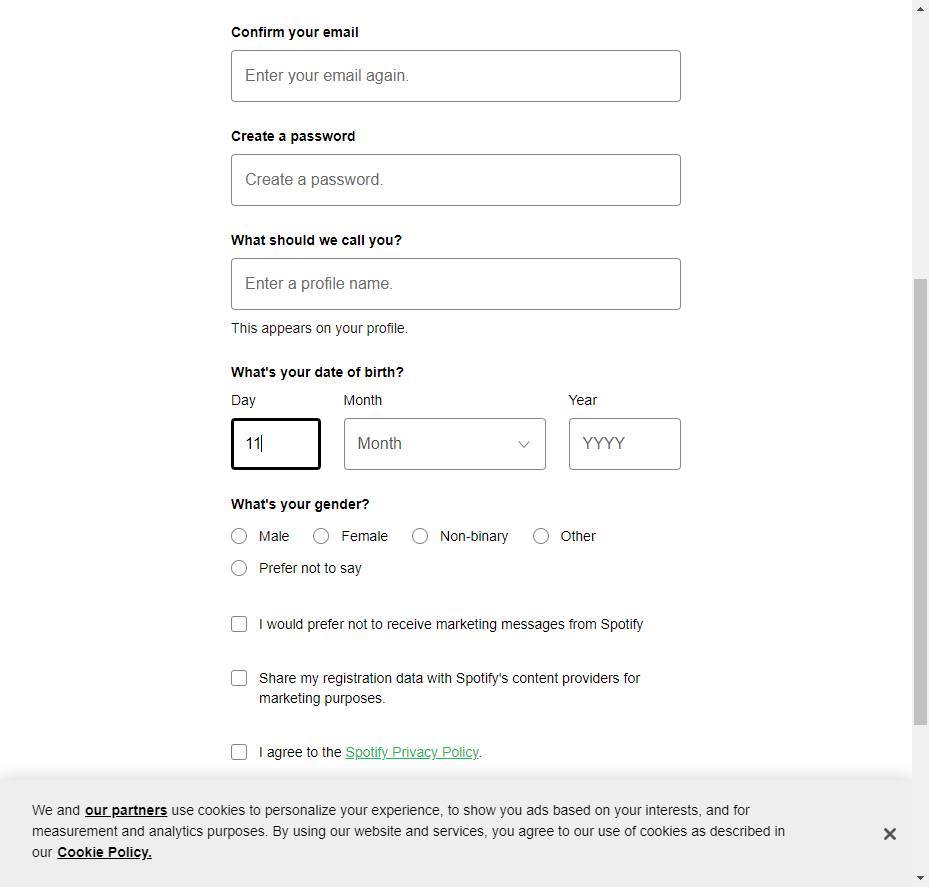 Confirm your email
Enter your email again.
Create a password
Create a password.
What should we call you?
Enter a profile name.
This appears on your profile.
What's your date of birth?
Day Month Year
11 Month YYYY
What's your gender?
Male Female Non-binary Other
Prefer not to say
I would prefer not to receive marketing messages from Spotify
Share my registration data with Spotify's content providers for
marketing purposes.
I agree to the Spotify Privacy Policy.
We and our partners use cookies to personalize your experience, to show you ads based on your interests, and for
measurement and analytics purposes. By using our website and services, you agree to our use of cookies as described in
our Cookie Policy.